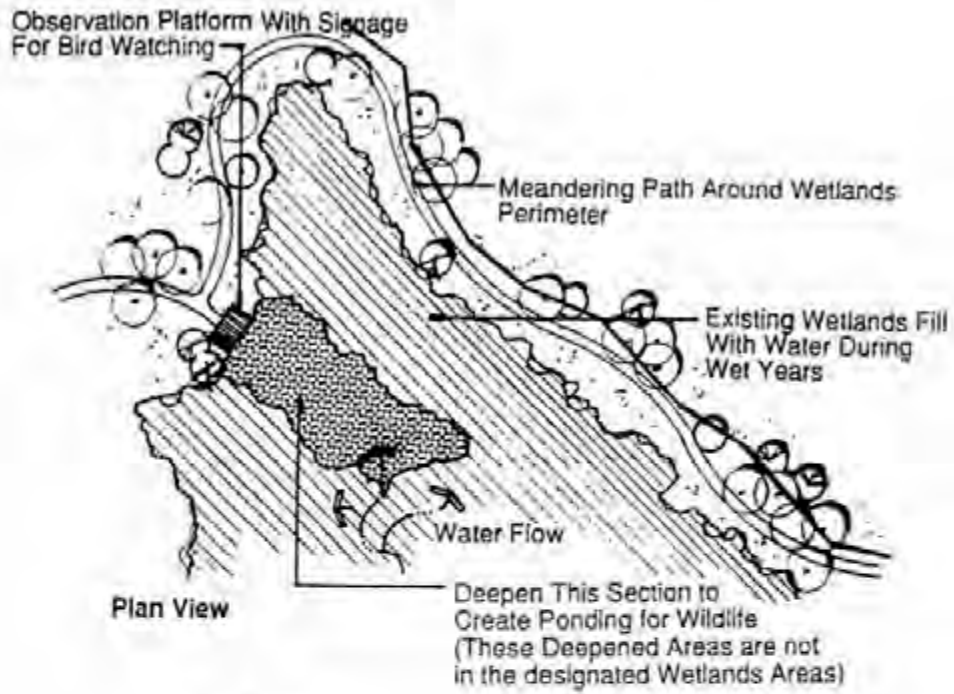 Observation Platform With Signage
For Bird Watching
Meandering Path Around Wetlands
Perimeter
Existing Wetlands Fill
With Water During
Wet Years
Water Flow
Plan View
Deepen This Section to
Create Ponding for Wildlife
(These Deepened Areas are not
in the designated Wetlands Areas)